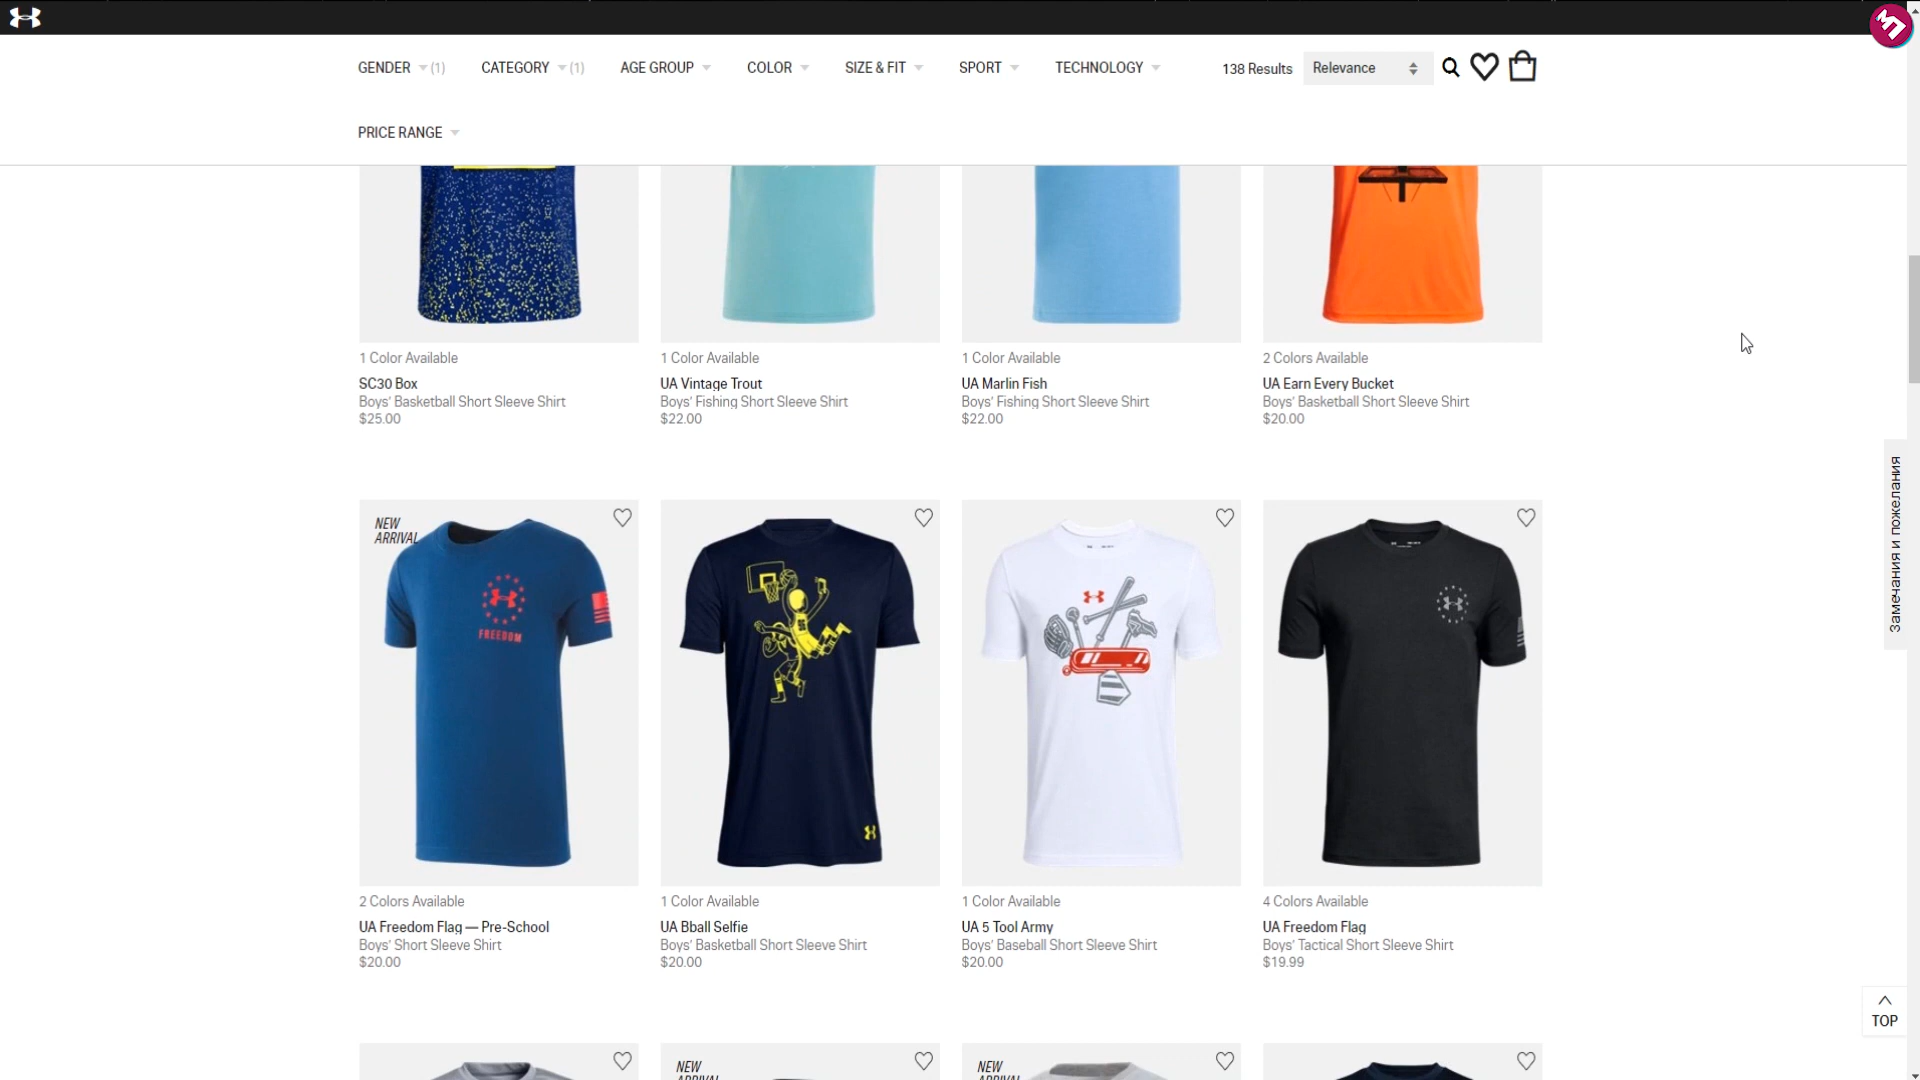 GENDER (1) CATEGORY (1) AGE GROUP COLOR SIZE & FIT SPORT TECHNOLOGY 138 Results Relevance
PRICE RANGE
1 Color Available
SC30 Box
Boys' Basketball Short Sleeve Shirt
$25.00
1 Color Available
UA Vintage Trout
Boys' Fishing Short Sleeve Shirt
$22.00
1 Color Available
UA Marlin Fish
Boys' Fishing Short Sleeve Shirt
$22.00
2 Colors Available
UA Earn Every Bucket
Boys' Basketball Short Sleeve Shirt
$20.00
Замечания и пожелания
NEW
ARRIVAL
FREEDOM
2 Colors Available
UA Freedom Flag — Pre-School
Boys' Short Sleeve Shirt
$20.00
1 Color Available
UA Bball Selfie
Boys' Basketball Short Sleeve Shirt
$20.00
1 Color Available
UA 5 Tool Army
Boys' Baseball Short Sleeve Shirt
$20.00
4 Colors Available
UA Freedom Flag
Boys' Tactical Short Sleeve Shirt
$19.99
TOP
NEW
ARRIVAL
NEW
ARRIVAL